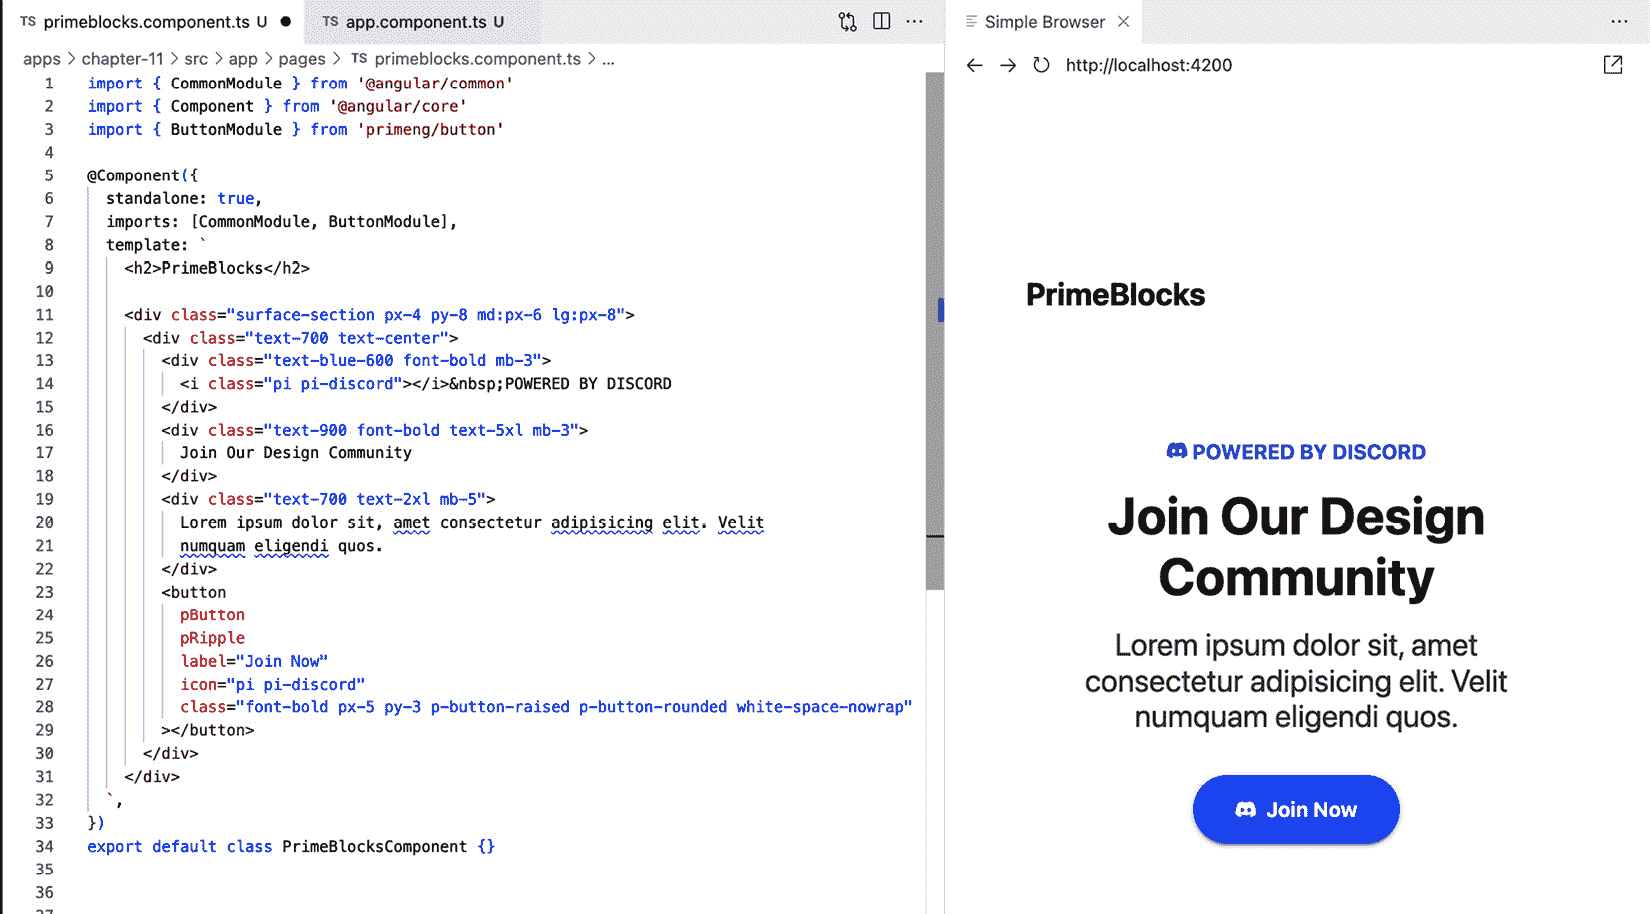 TS primeblocks.component.ts U ●
TS app.component.ts U
apps > chapter-11 > src > app > pages > TS primeblocks.component.ts > ...
1 import { CommonModule } from '@angular/common'
2 import { Component } from '@angular/core'
3 import { ButtonModule } from 'primeng/button'
4
5 @Component({
6   standalone: true,
7   imports: [CommonModule, ButtonModule],
8   template: `
9     <h2>PrimeBlocks</h2>
10
11     <div class="surface-section px-4 py-8 md:px-6 lg:px-8">
12       <div class="text-700 text-center">
13         <div class="text-blue-600 font-bold mb-3">
14           <i class="pi pi-discord"></i>&nbsp;POWERED BY DISCORD
15         </div>
16         <div class="text-900 font-bold text-5xl mb-3">
17           Join Our Design Community
18         </div>
19         <div class="text-700 text-2xl mb-5">
20           Lorem ipsum dolor sit, amet consectetur adipisicing elit. Velit
21           numquam eligendi quos.
22         </div>
23         <button
24           pButton
25           pRipple
26           label="Join Now"
27           icon="pi pi-discord"
28           class="font-bold px-5 py-3 p-button-raised p-button-rounded white-space-nowrap"
29         ></button>
30       </div>
31     </div>
32   `,
33 })
34 export default class PrimeBlocksComponent {}
35
36
37
Simple Browser
http://localhost:4200
PrimeBlocks
POWERED BY DISCORD
Join Our Design
Community
Lorem ipsum dolor sit, amet
consectetur adipisicing elit. Velit
numquam eligendi quos.
Join Now